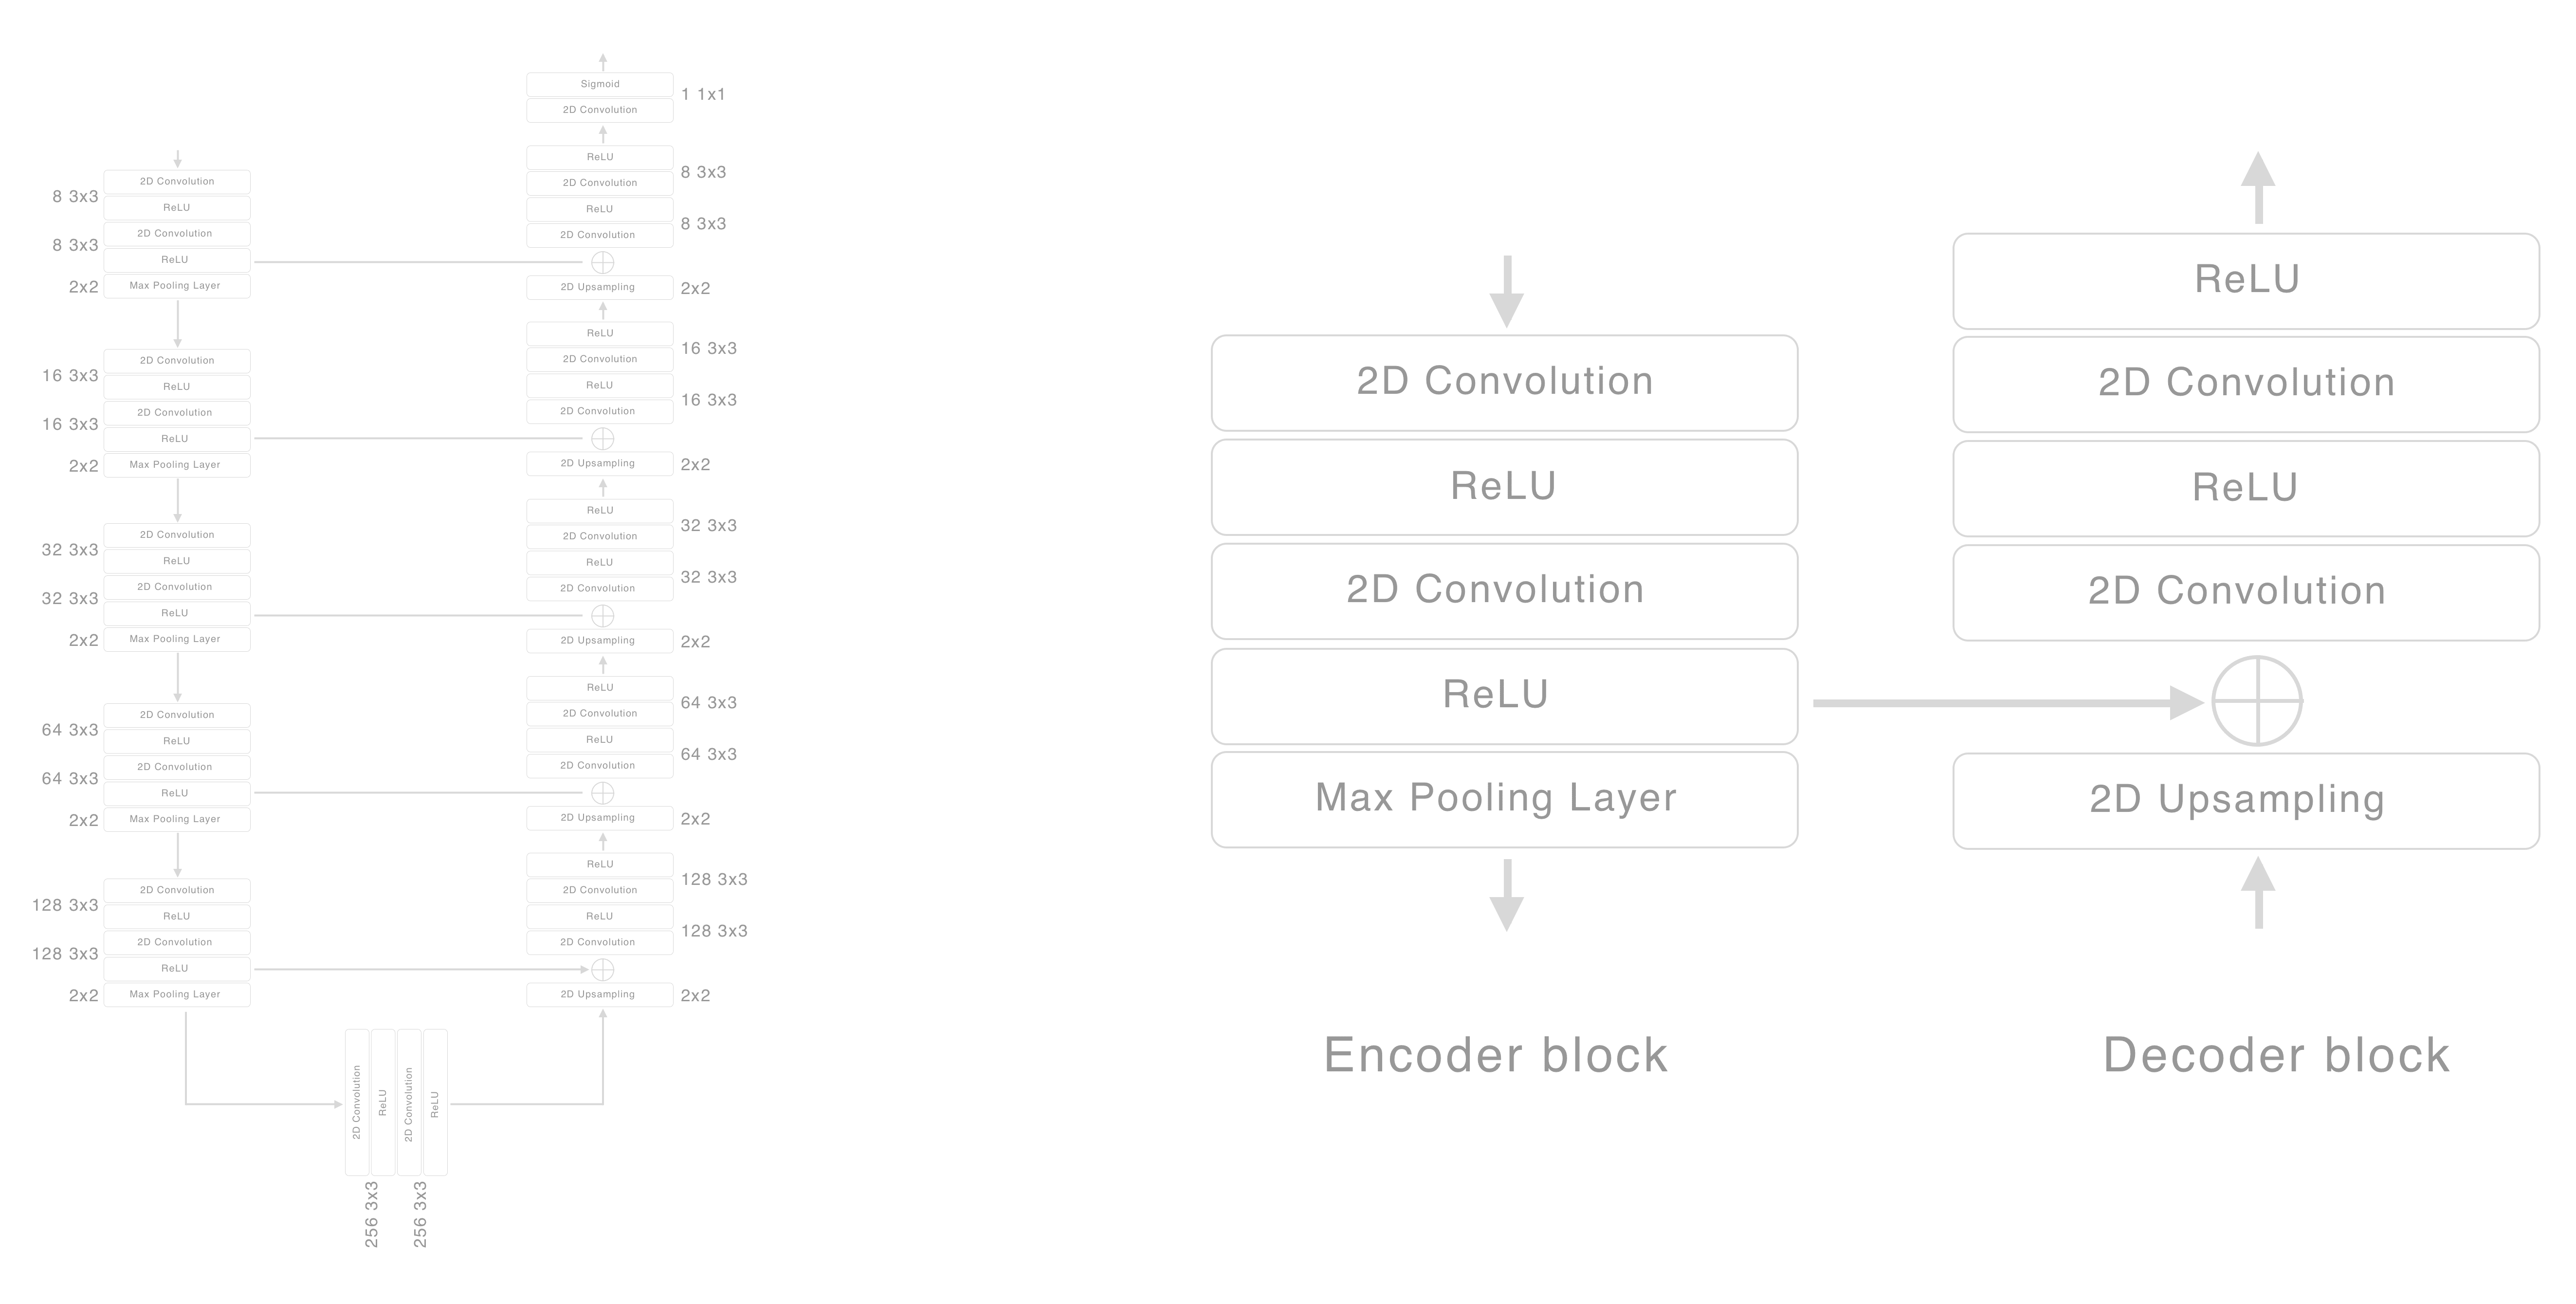 2D Convolution
8 3x3
ReLU
2D Convolution
8 3x3
ReLU
2x2
Max Pooling Layer
2D Convolution
16 3x3
ReLU
2D Convolution
16 3x3
ReLU
2x2
Max Pooling Layer
2D Convolution
32 3x3
ReLU
2D Convolution
32 3x3
ReLU
2x2
Max Pooling Layer
2D Convolution
64 3x3
ReLU
2D Convolution
64 3x3
ReLU
2x2
Max Pooling Layer
2D Convolution
128 3x3
ReLU
2D Convolution
128 3x3
ReLU
2x2
Max Pooling Layer
2D Convolution
ReLU
2D Convolution
ReLU
256 3x3
256 3x3
Sigmoid
1 1x1
2D Convolution
ReLU
8 3x3
2D Convolution
ReLU
8 3x3
2D Convolution
2D Upsampling
2x2
ReLU
16 3x3
2D Convolution
ReLU
16 3x3
2D Convolution
2D Upsampling
2x2
ReLU
32 3x3
2D Convolution
ReLU
32 3x3
2D Convolution
2D Upsampling
2x2
ReLU
64 3x3
2D Convolution
ReLU
64 3x3
2D Convolution
2D Upsampling
2x2
ReLU
128 3x3
2D Convolution
ReLU
128 3x3
2D Convolution
2D Upsampling
2x2
2D Convolution
ReLU
2D Convolution
ReLU
Max Pooling Layer
Encoder block
ReLU
2D Convolution
ReLU
2D Convolution
2D Upsampling
Decoder block